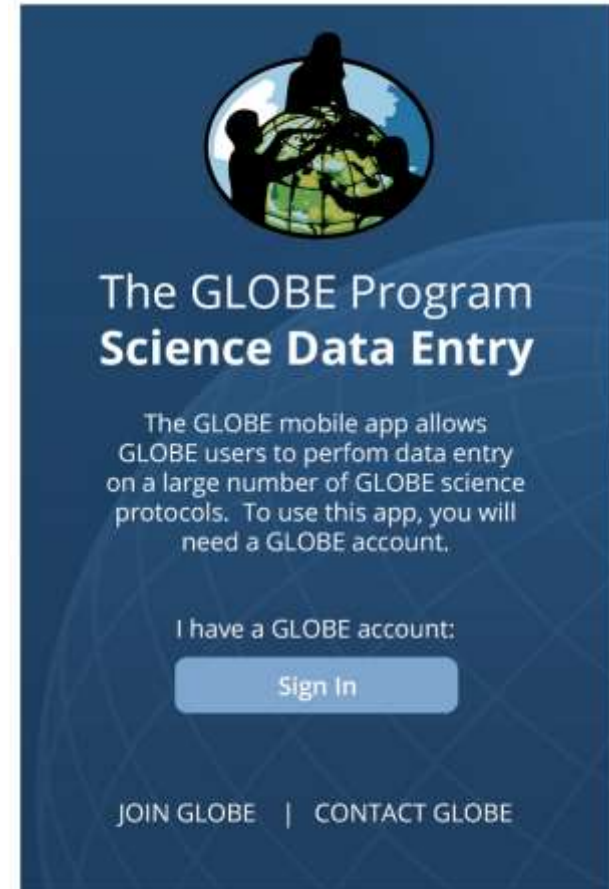 The GLOBE Program
Science Data Entry
The GLOBE mobile app allows
GLOBE users to perfom data entry
on a large number of GLOBE science
protocols. To use this app, you will
need a GLOBE account.
I have a GLOBE account:
Sign In
JOIN GLOBE | CONTACT GLOBE